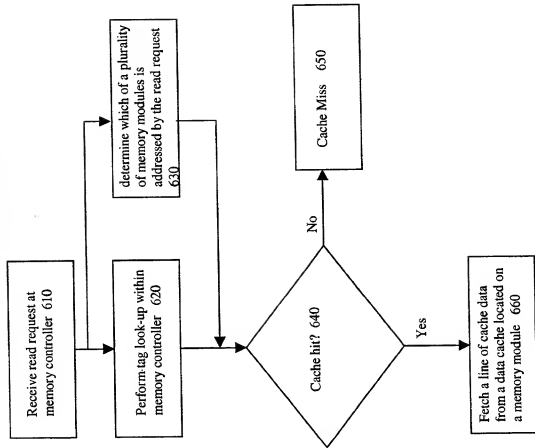 Receive read request at
memory controller 610
Perform tag look-up within
memory controller 620
determine which of a plurality
of memory modules is
addressed by the read request
630
Cache hit? 640
No
Cache Miss 650
Yes
Fetch a line of cache data
from a data cache located on
a memory module 660